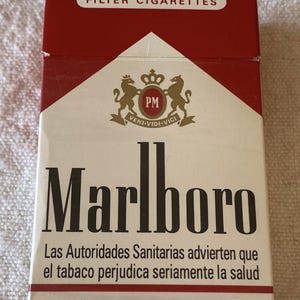 FILTER CIGARETTES
PM
VENI·VIDI·VICI
Marlboro
Las Autoridades Sanitarias advierten que
el tabaco perjudica seriamente la salud